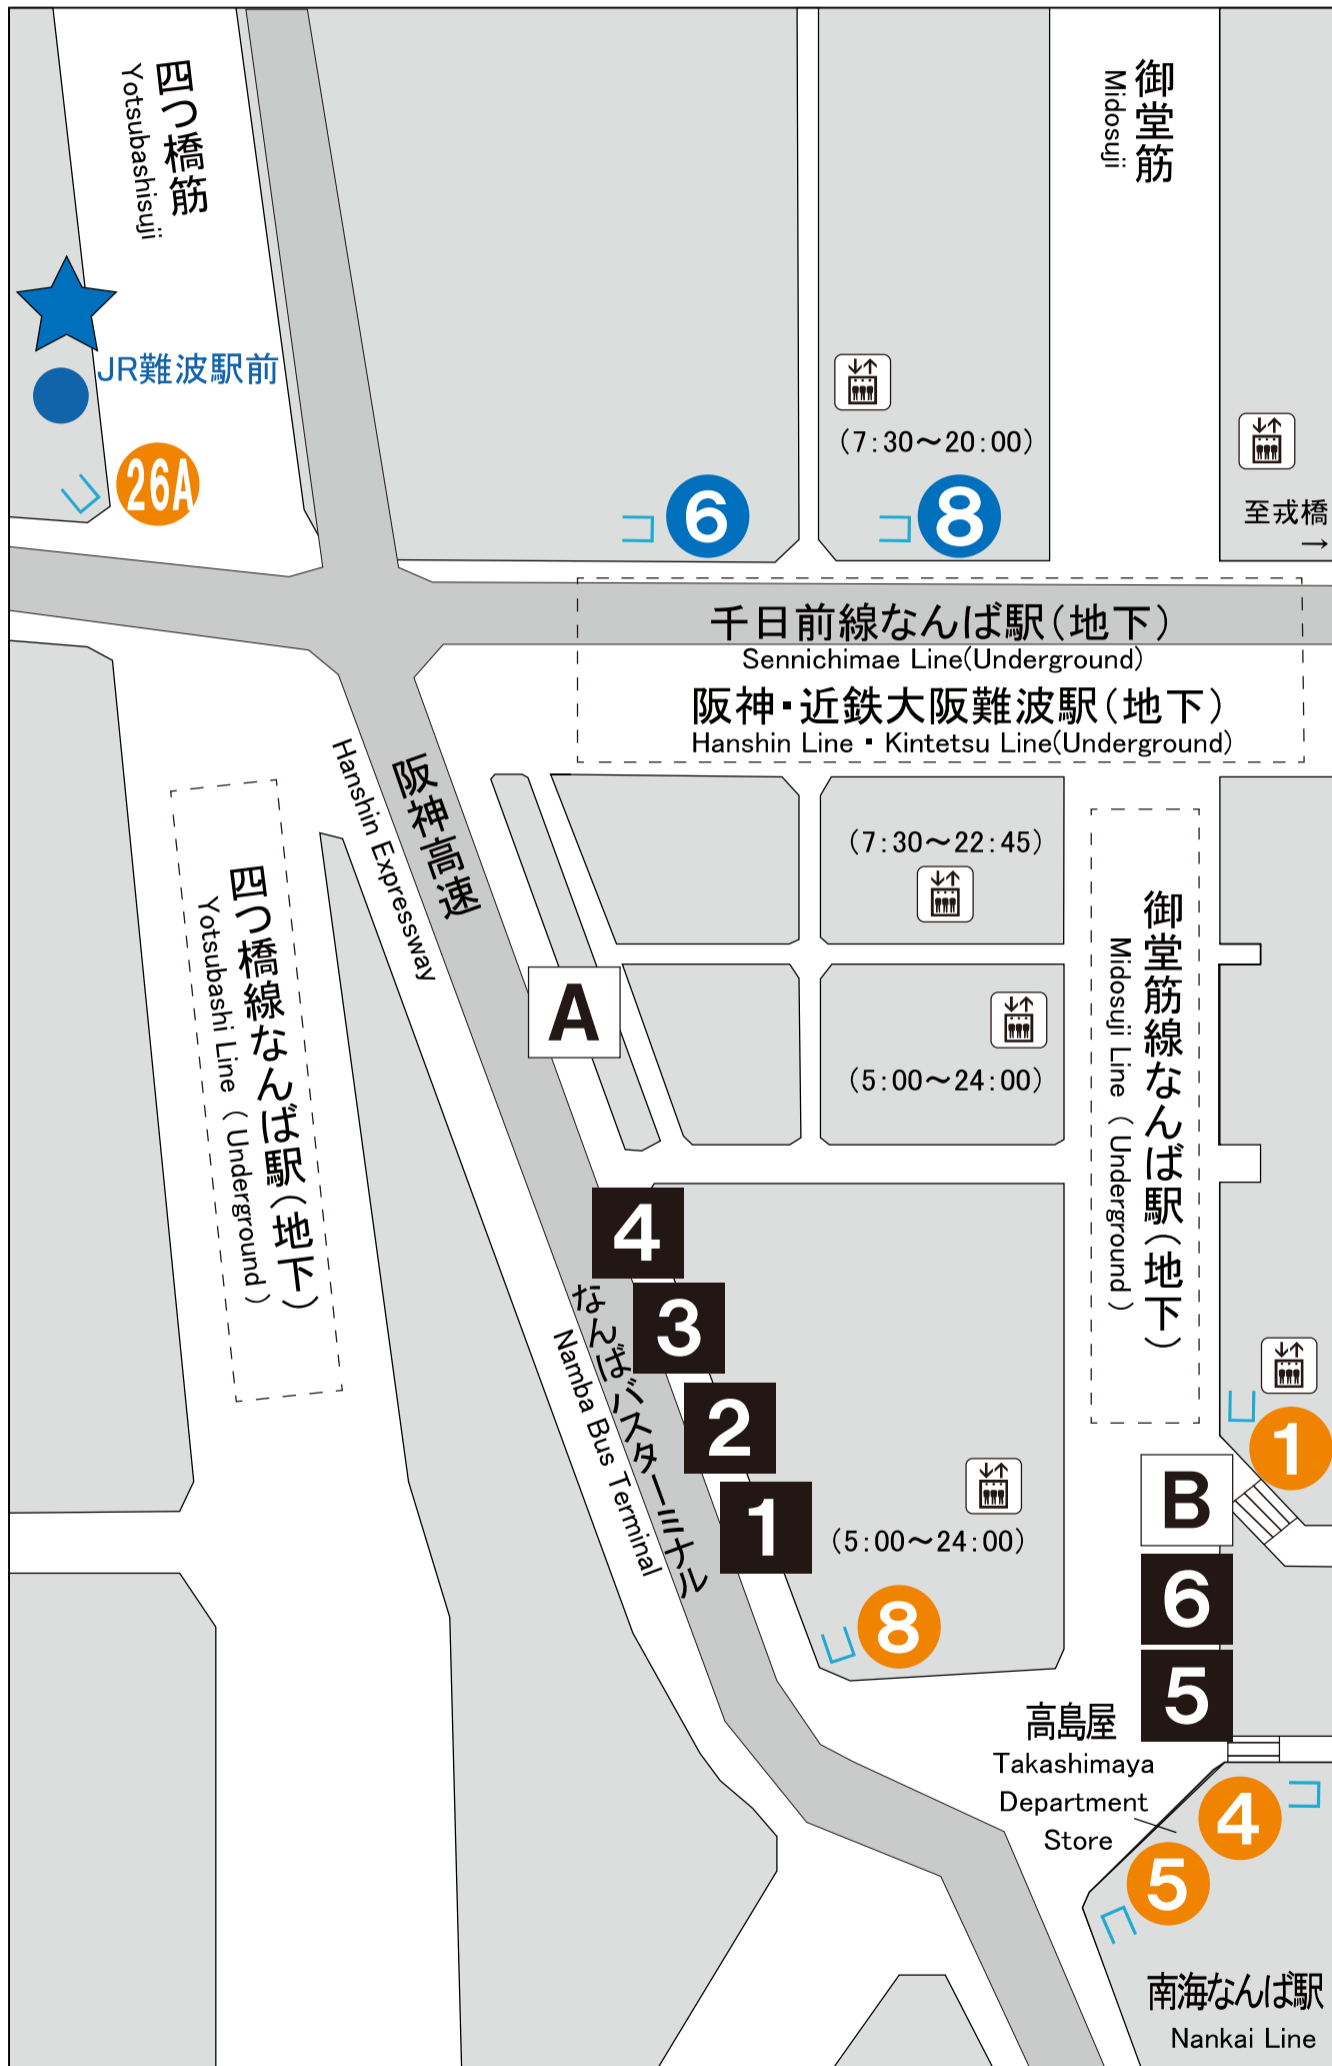 四つ橋筋
Yotsubashisuji
御堂筋
Midosuji
JR難波駅前
26A
(7:30～20:00)
6
8
至戎橋
→
千日前線なんば駅(地下)
Sennichimae Line(Underground)
阪神・近鉄大阪難波駅(地下)
Hanshin Line・Kintetsu Line(Underground)
阪神高速
Hanshin Expressway
(7:30～22:45)
四つ橋線なんば駅(地下)
Yotsubashi Line (Underground)
御堂筋線なんば駅(地下)
Midosuji Line (Underground)
A
(5:00～24:00)
4
3
2
1
なんばバスターミナル
Namba Bus Terminal
(5:00～24:00)
8
1
B
6
5
高島屋
Takashimaya
Department
Store
4
5
南海なんば駅
Nankai Line